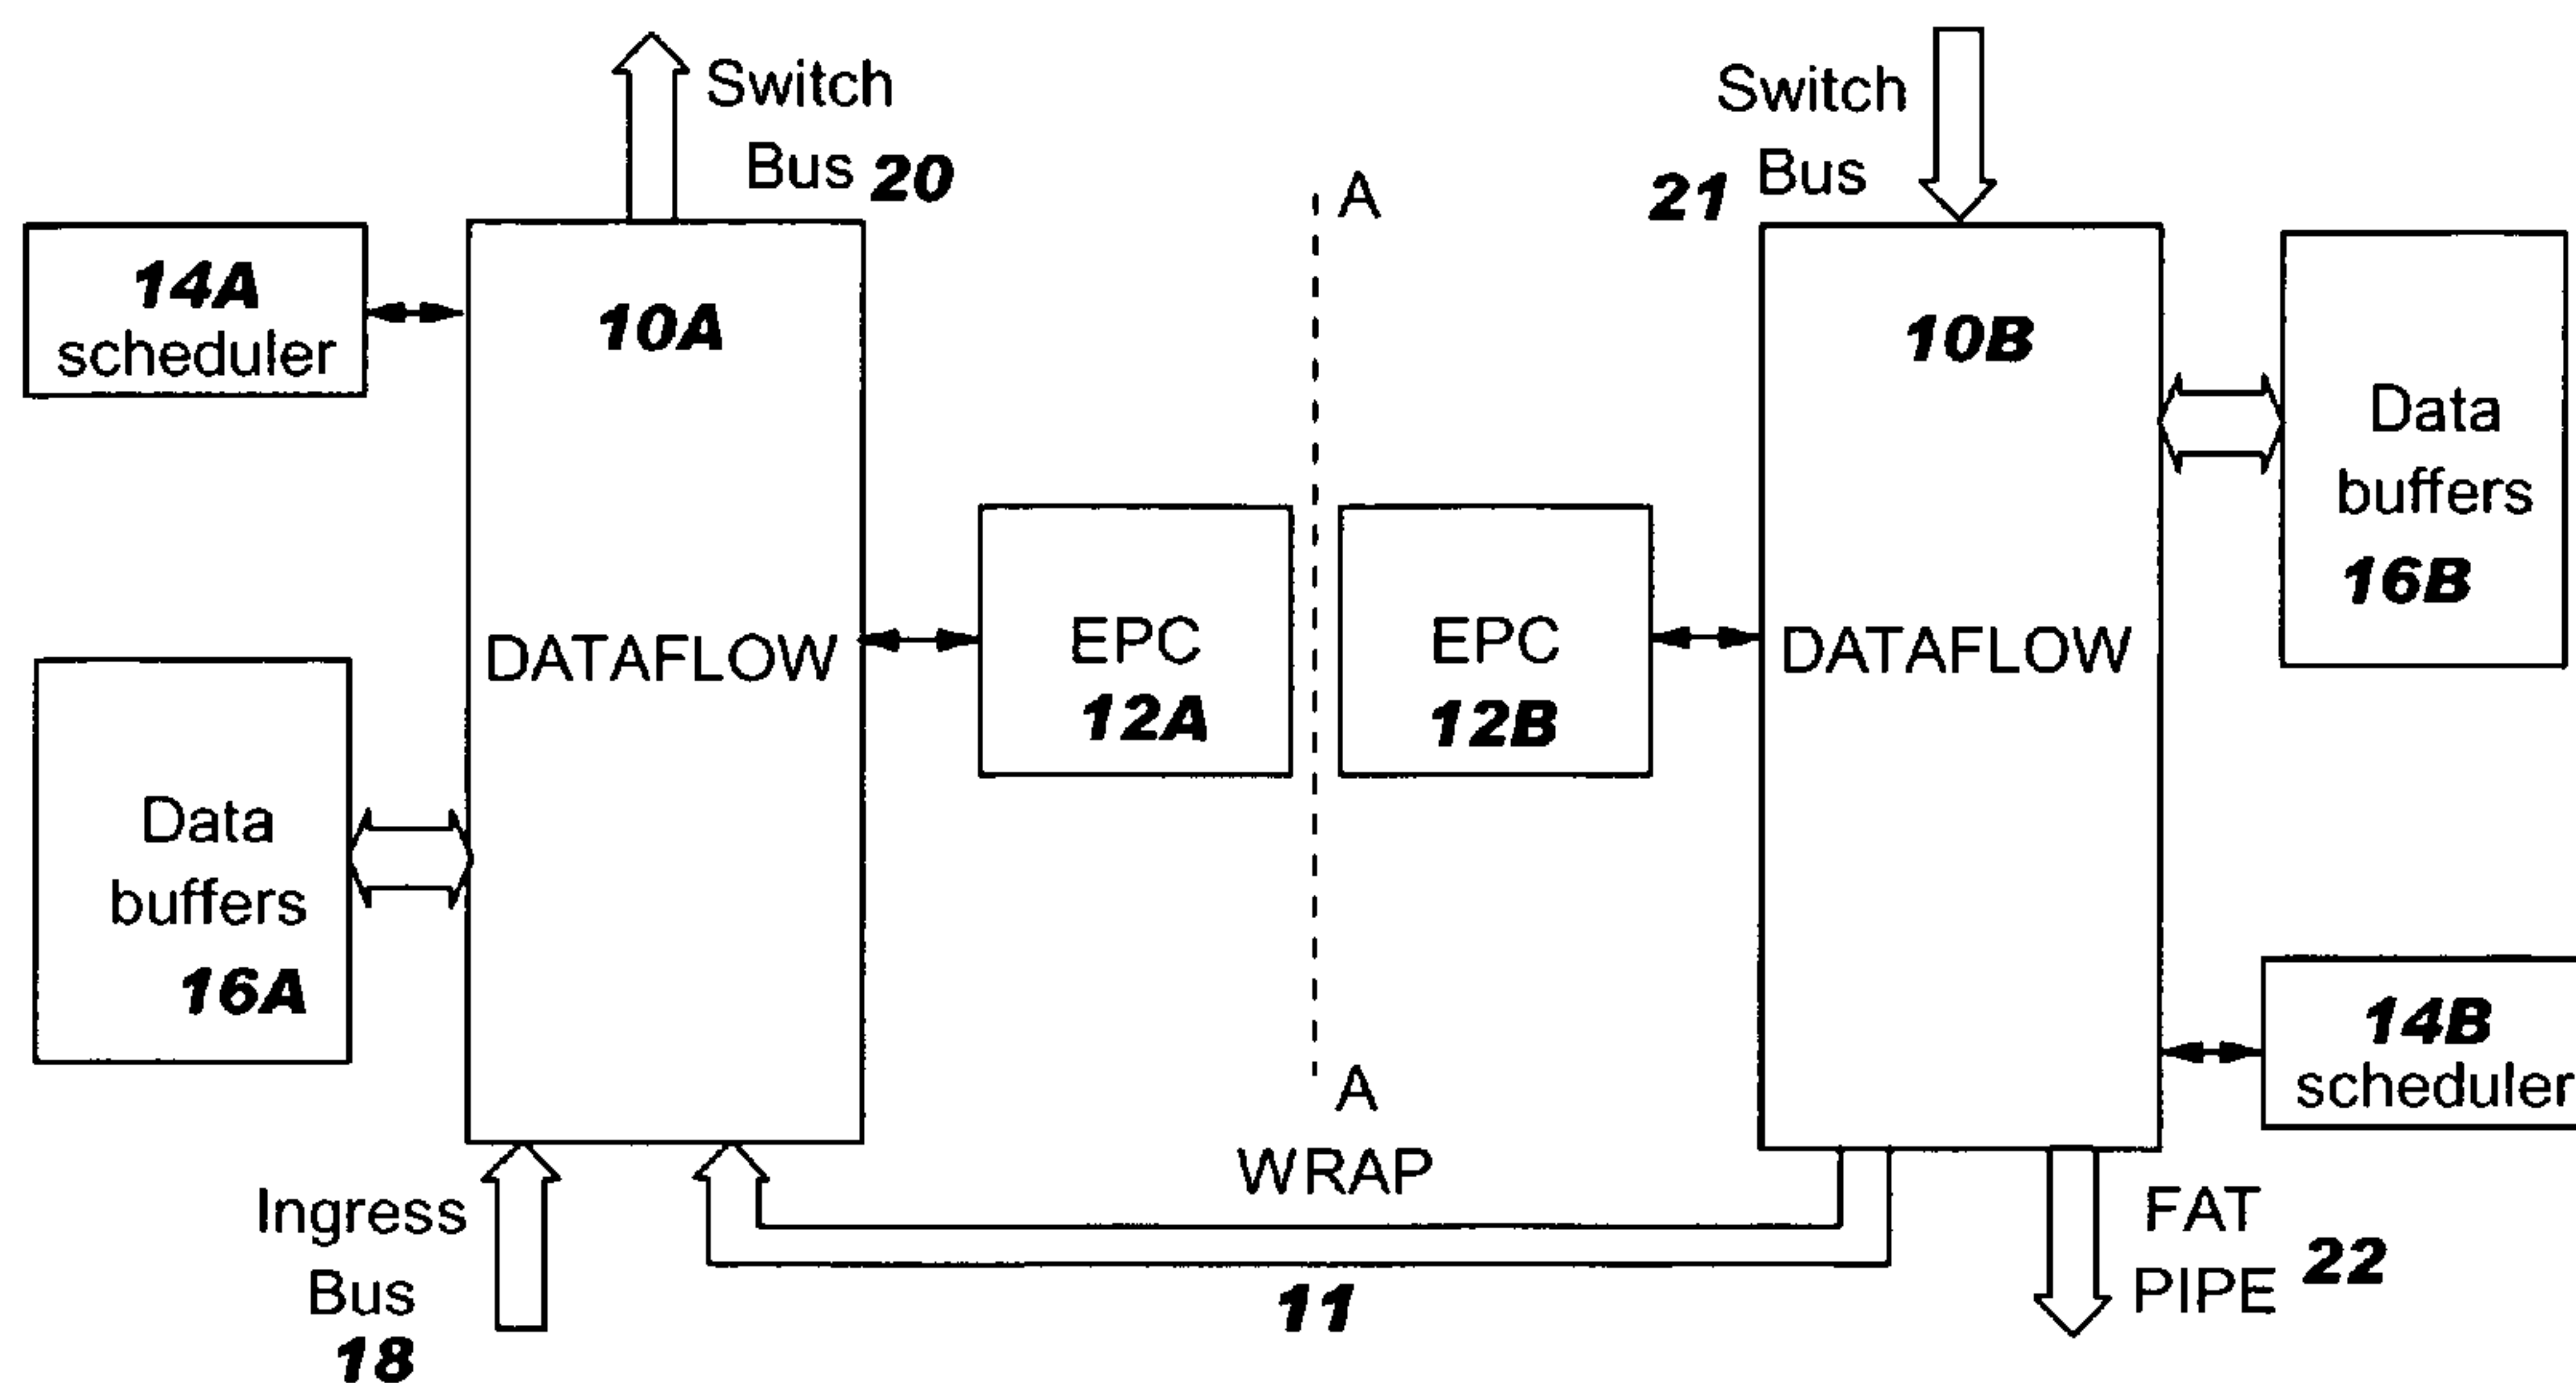 Switch
Bus 20
Switch
21 Bus
A
14A
scheduler
10A
10B
Data
buffers
16B
DATAFLOW
EPC
12A
EPC
12B
DATAFLOW
Data
buffers
16A
14B
scheduler
A
WRAP
Ingress
Bus
18
11
FAT
PIPE 22